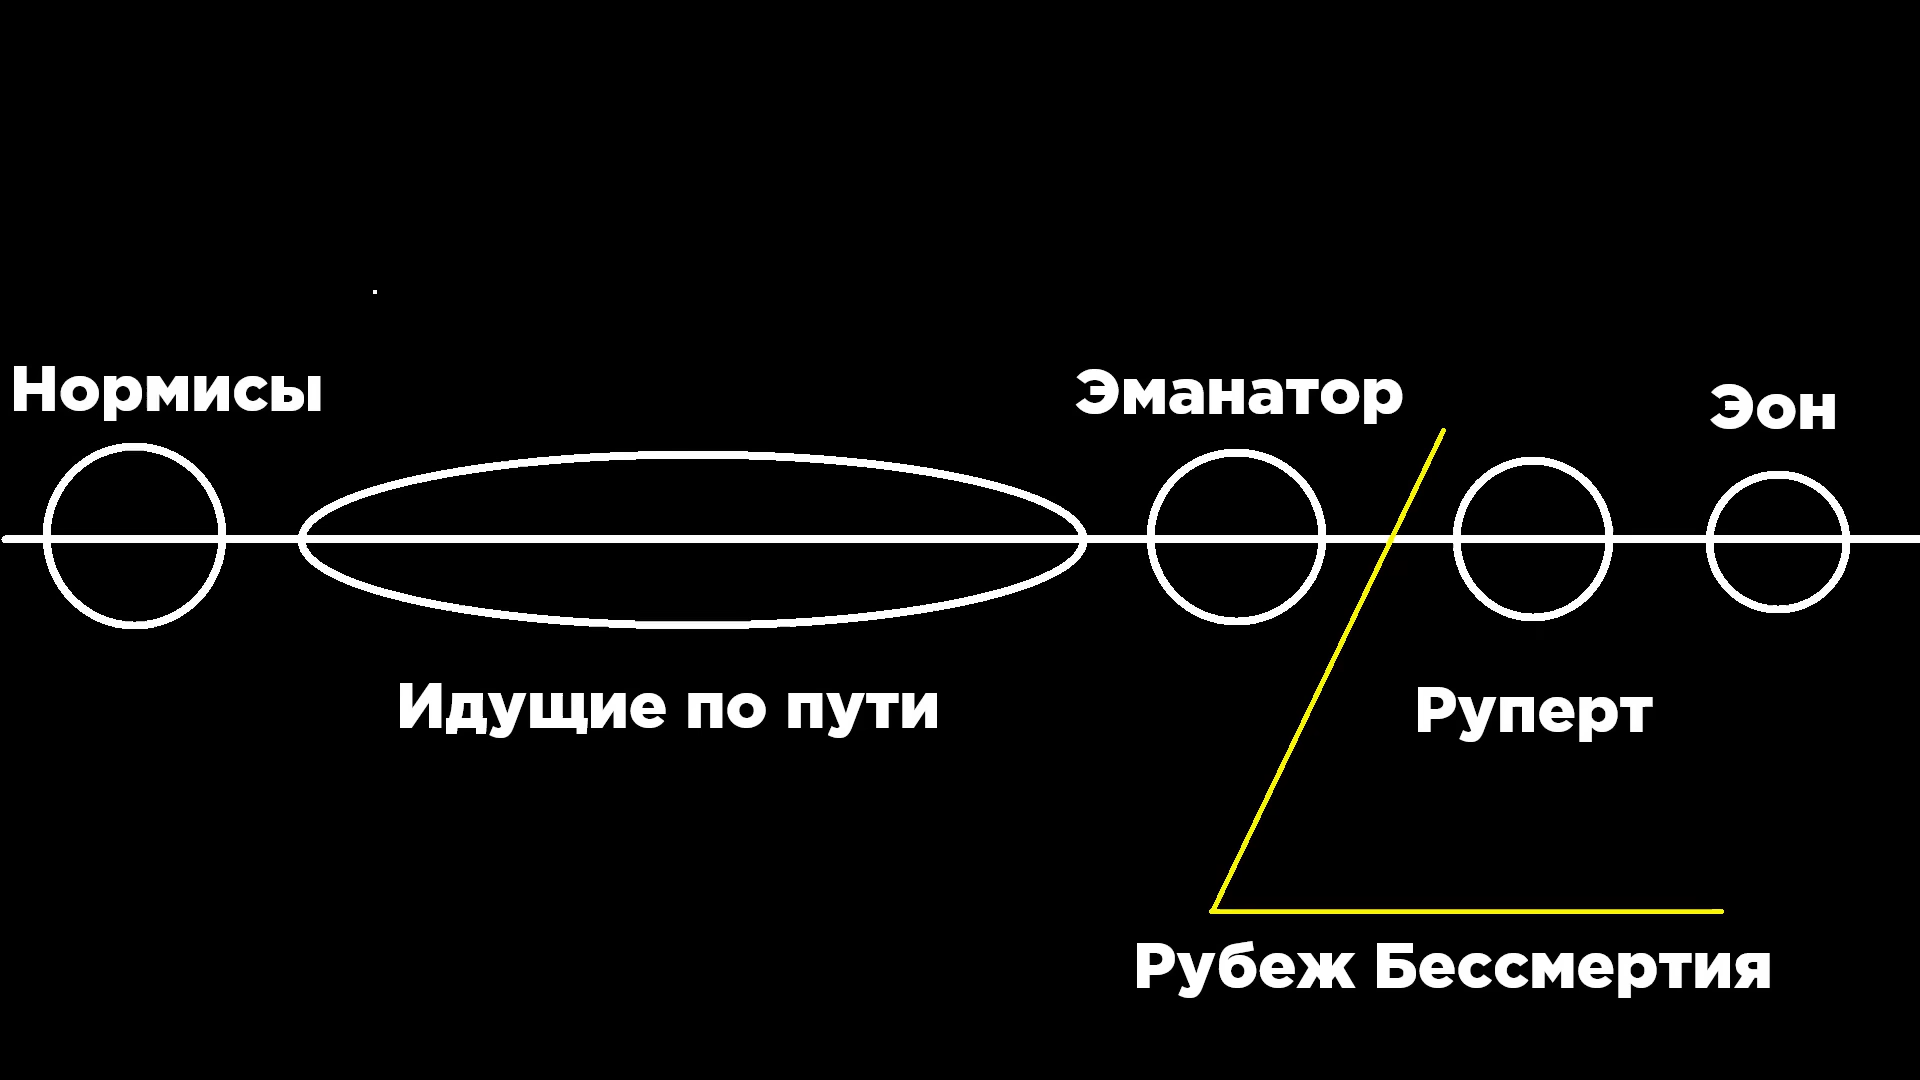 Нормисы
Эманатор
Эон
Идущие по пути
Руперт
Рубеж Бессмертия